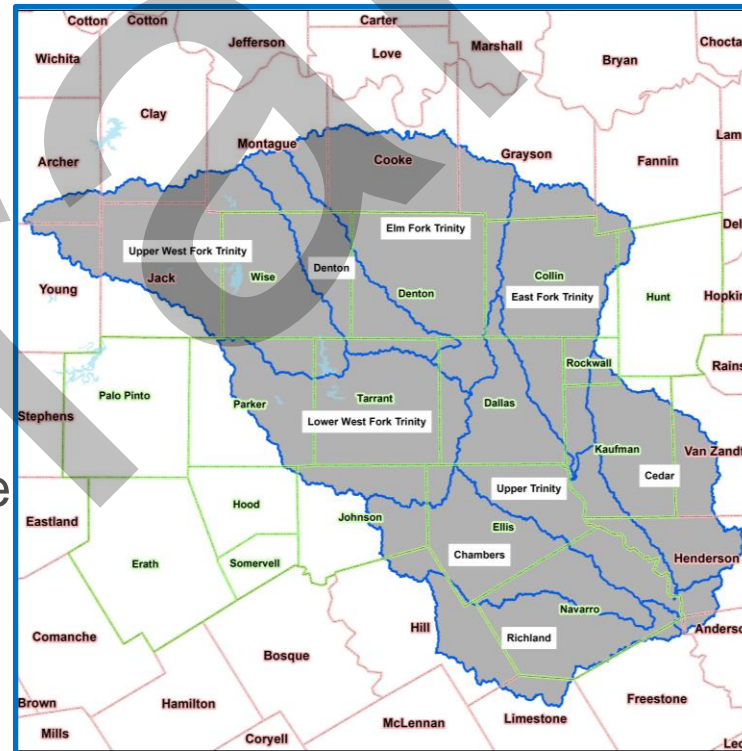 Cotton Cotton Carter Chocta
Jefferson Love Marshall
Wichita Bryan
Clay
Montague Lam
Archer Cooke Grayson Fannin
Elm Fork Trinity Del
Upper West Fork Trinity
Jack Wise Denton Collin
Young Denton East Fork Trinity Hunt Hopkin
Rockwall
Rains
Palo Pinto Parker Tarrant Dallas
Stephens Lower West Fork Trinity
Kaufman Van Zandt
Cedar
e
Upper Trinity
Hood
Eastland Johnson Ellis
Erath Somervell Chambers Henderson
Navarro
Comanche Hill Richland Anderso
Bosque
Brown Hamilton Freestone
Mills McLennan Limestone
Coryell Leo